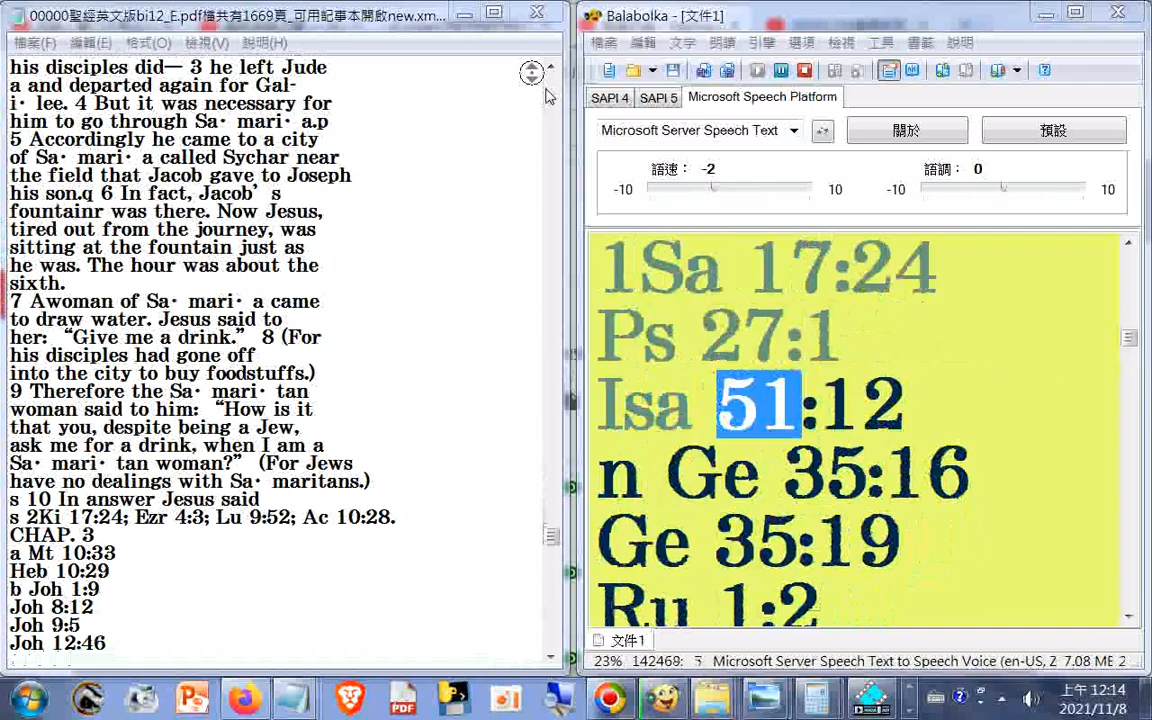 00000聖經英文版bi12_E.pdf檔共有1669頁_可用記事本開啟new.xm...
檔案(F) 編輯(E) 格式(O) 檢視(V) 說明(H)
his disciples did— 3 he left Jude
a and departed again for Gal-
i· lee. 4 But it was necessary for
him to go through Sa· mari· a.p
5 Accordingly he came to a city
of Sa· mari· a called Sychar near
the field that Jacob gave to Joseph
his son.q 6 In fact, Jacob’s
fountainr was there. Now Jesus,
tired out from the journey, was
sitting at the fountain just as
he was. The hour was about the
sixth.
7 Awoman of Sa· mari· a came
to draw water. Jesus said to
her: “Give me a drink.” 8 (For
his disciples had gone off
into the city to buy foodstuffs.)
9 Therefore the Sa· mari· tan
woman said to him: “How is it
that you, despite being a Jew,
ask me for a drink, when I am a
Sa· mari· tan woman?” (For Jews
have no dealings with Sa· maritans.)
s 10 In answer Jesus said
s 2Ki 17:24; Ezr 4:3; Lu 9:52; Ac 10:28.
CHAP. 3
a Mt 10:33
Heb 10:29
b Joh 1:9
Joh 8:12
Joh 9:5
Joh 12:46
Balabolka - [文件1]
檔案 編輯 文字 朗讀 引擎 選項 檢視 工具 書籤 說明
SAPI 4 SAPI 5 Microsoft Speech Platform
Microsoft Server Speech Text 關於 預設
語速： -2 語調： 0
-10 10 -10 10
1Sa 17:24
Ps 27:1
Isa 51:12
n Ge 35:16
Ge 35:19
Ru 1:2
文件1
23% 142469: Microsoft Server Speech Text to Speech Voice (en-US, Z 7.08 MB 2
PDF
上午 12:14
2021/11/8